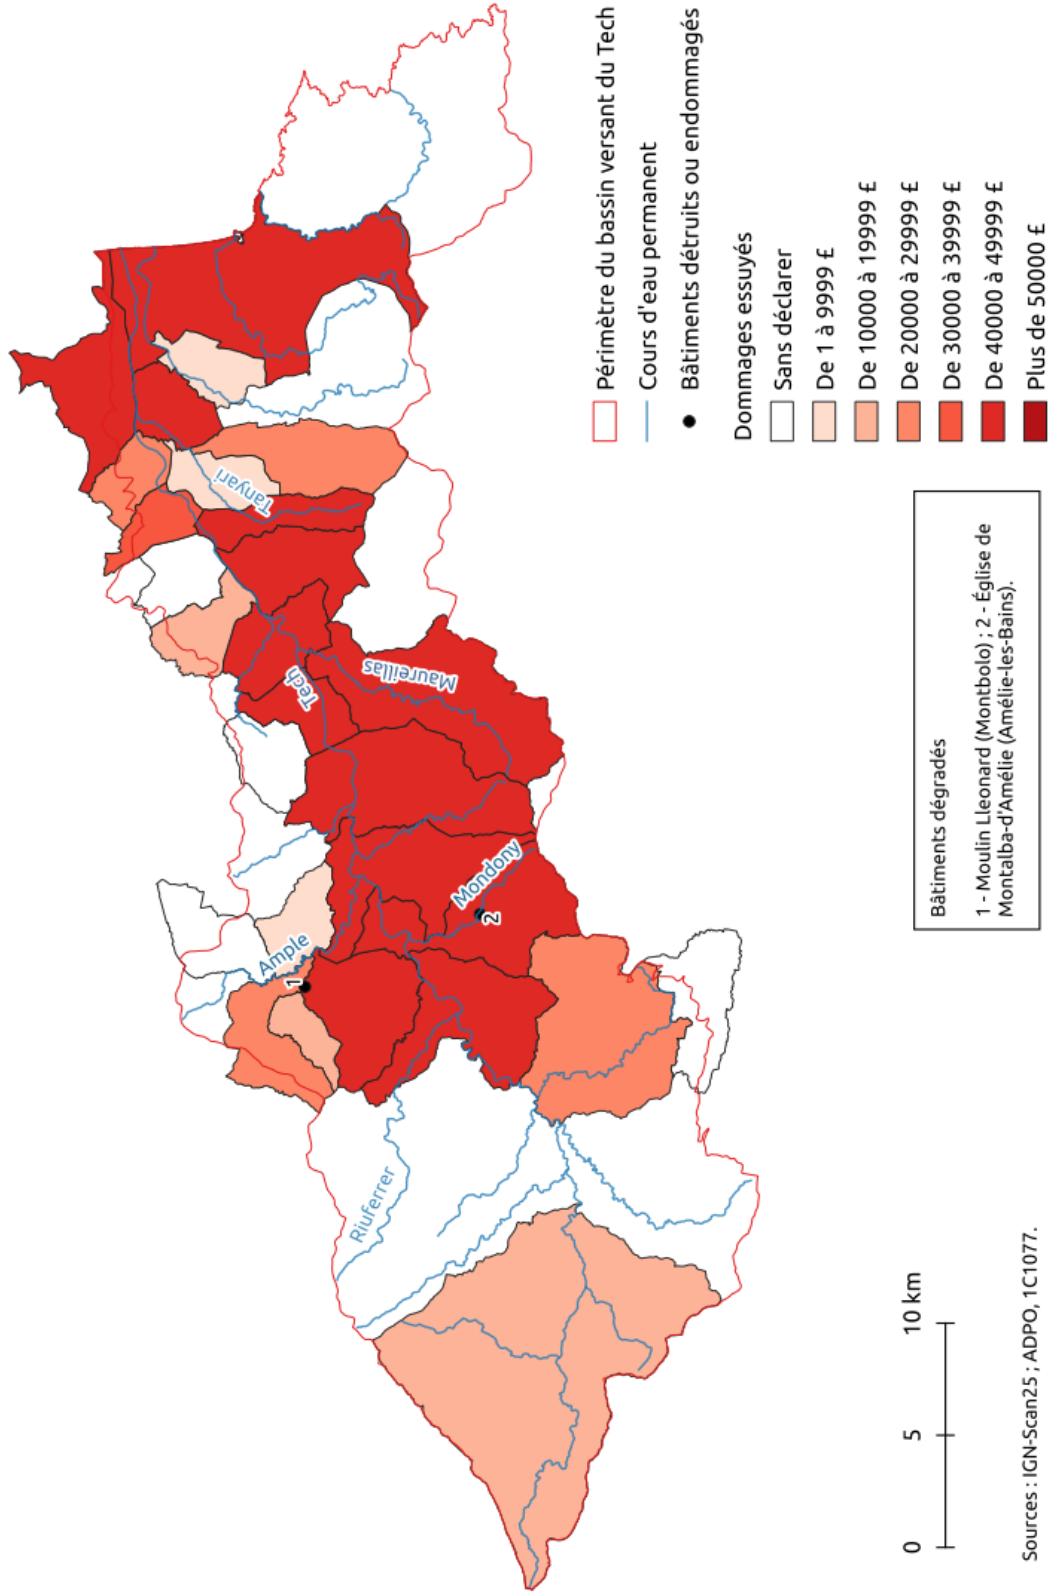 Riuferrer
Ample
1
Mondony
2
Tech
Maureillas
Tanyari
Périmètre du bassin versant du Tech
Cours d'eau permanent
Bâtiments détruits ou endommagés
Dommages essuyés
Sans déclarer
De 1 à 9999 £
De 10000 à 19999 £
De 20000 à 29999 £
De 30000 à 39999 £
De 40000 à 49999 £
Plus de 50000 £
Bâtiments dégradés
1 - Moulin Lleonard (Montbolo) ; 2 - Église de
Montalba-d'Amélie (Amélie-les-Bains).
0 5 10 km
Sources : IGN-Scan25 ; ADPO, 1C1077.